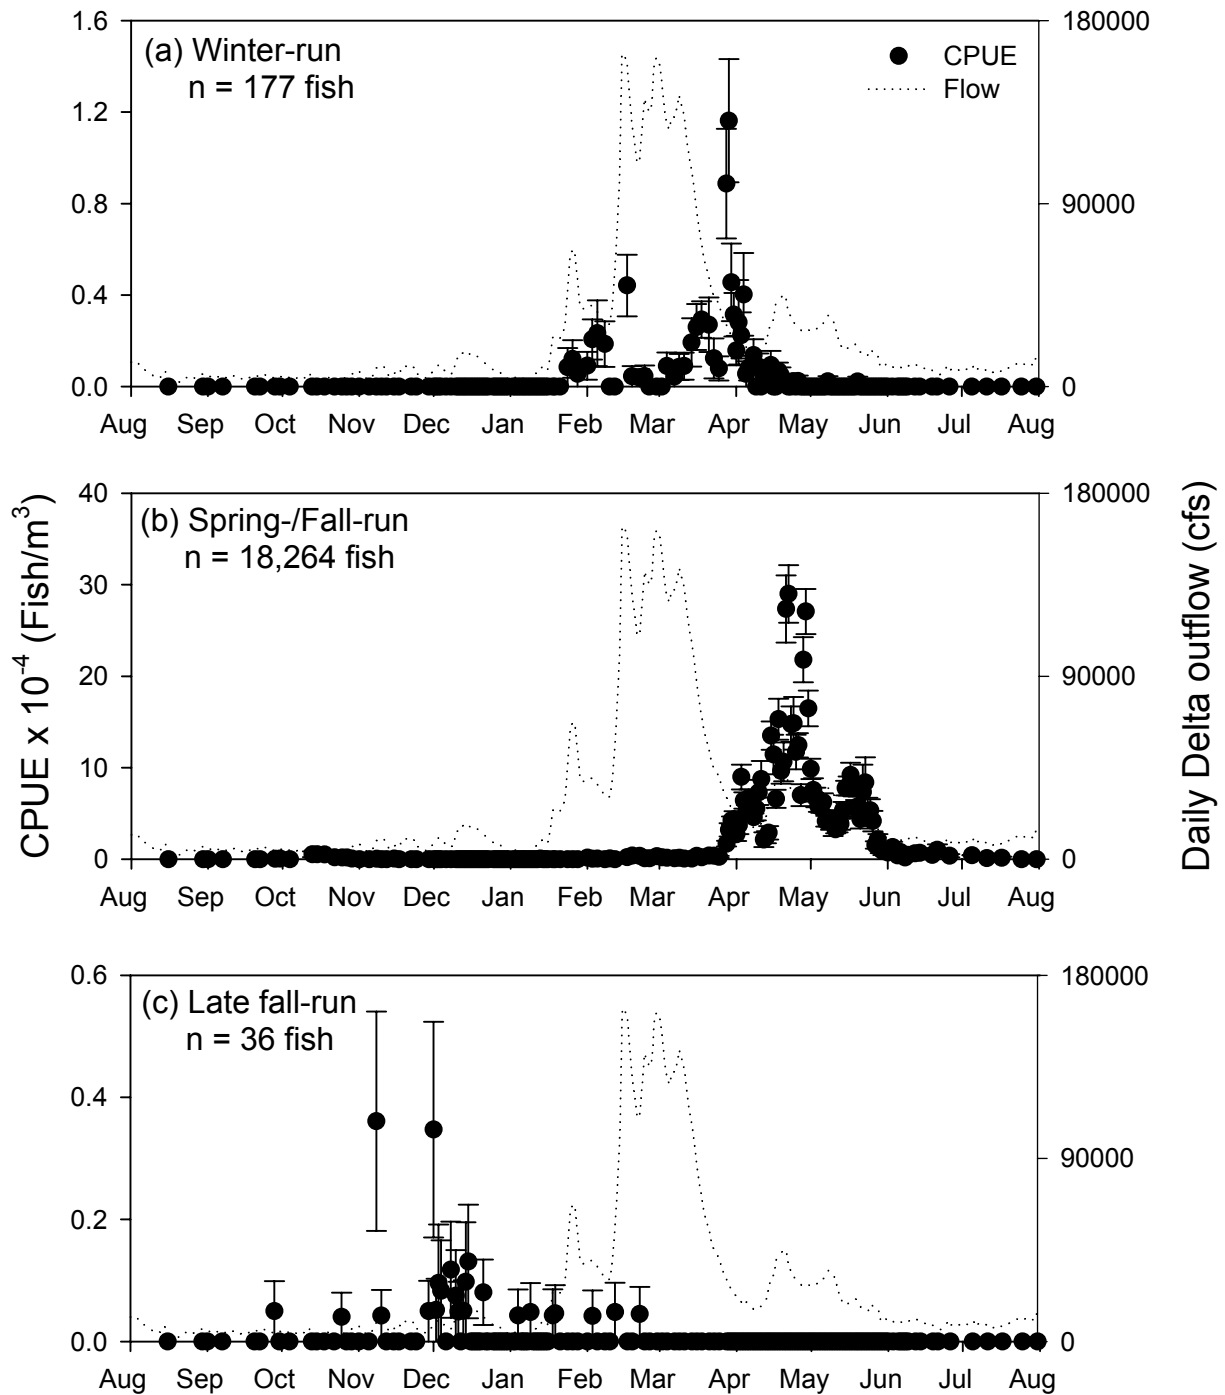 (a) Winter-run
n = 177 fish
CPUE
Flow
1.6
1.2
0.8
0.4
0.0
180000
90000
0
Aug Sep Oct Nov Dec Jan Feb Mar Apr May Jun Jul Aug
(b) Spring-/Fall-run
n = 18,264 fish
40
30
20
10
0
180000
90000
0
Aug Sep Oct Nov Dec Jan Feb Mar Apr May Jun Jul Aug
(c) Late fall-run
n = 36 fish
0.6
0.4
0.2
0.0
180000
90000
0
Aug Sep Oct Nov Dec Jan Feb Mar Apr May Jun Jul Aug
CPUE x 10⁻⁴ (Fish/m³)
Daily Delta outflow (cfs)